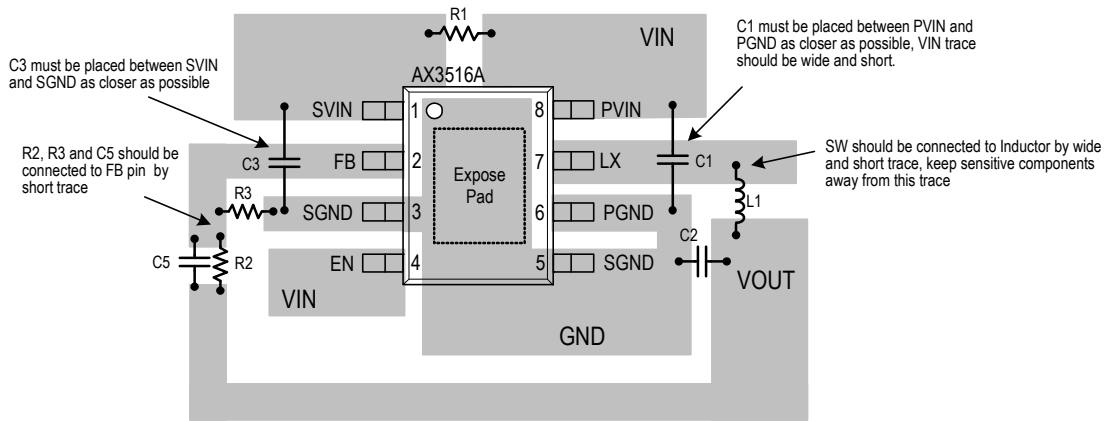 R1
VIN
C1 must be placed between PVIN and
PGND as closer as possible, VIN trace
should be wide and short.
C3 must be placed between SVIN
and SGND as closer as possible
AX3516A
SVIN 1 8 PVIN
R2, R3 and C5 should be
connected to FB pin by
short trace
C3 FB 2 7 LX C1
SW should be connected to Inductor by wide
and short trace, keep sensitive components
away from this trace
Expose
Pad
R3 SGND 3 6 PGND L1
C2
C5 R2 EN 4 5 SGND
VIN
VOUT
GND